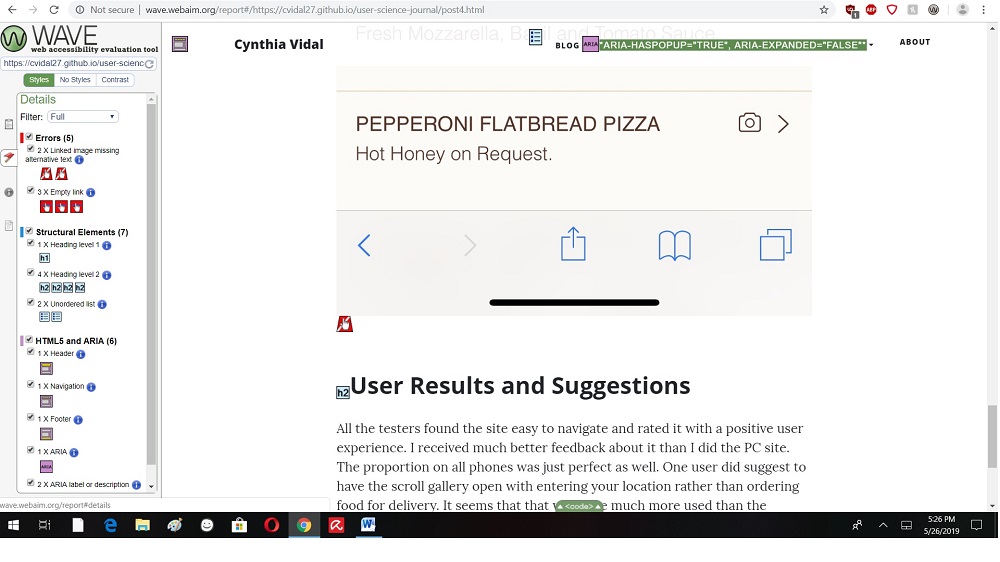 Not secure | wave.webaim.org/report#/https://cvidal27.github.io/user-science-journal/post4.html
1
ABP
WAVE
web accessibility evaluation tool
https://cvidal27.github.io/user-scienc
Styles No Styles Contrast
Details
Filter: Full
Errors (5)
2 X Linked image missing
alternative text
3 X Empty link
Structural Elements (7)
1 X Heading level 1
h1
4 X Heading level 2
h2 h2 h2 h2
2 X Unordered list
HTML5 and ARIA (6)
1 X Header
1 X Navigation
1 X Footer
1 X ARIA
ARIA
2 X ARIA label or description
wave.webaim.org/report#details
Fresh Mozzarella, Basil and Tomato Sauce
Cynthia Vidal
BLOG ARIA *"ARIA-HASPOPUP="TRUE", ARIA-EXPANDED="FALSE"*
ABOUT
PEPPERONI FLATBREAD PIZZA
Hot Honey on Request.
h2 User Results and Suggestions
All the testers found the site easy to navigate and rated it with a positive user
experience. I received much better feedback about it than I did the PC site.
The proportion on all phones was just perfect as well. One user did suggest to
have the scroll gallery open with entering your location rather than ordering
food for delivery. It seems that that much more used than the
<code>
5:26 PM
5/26/2019